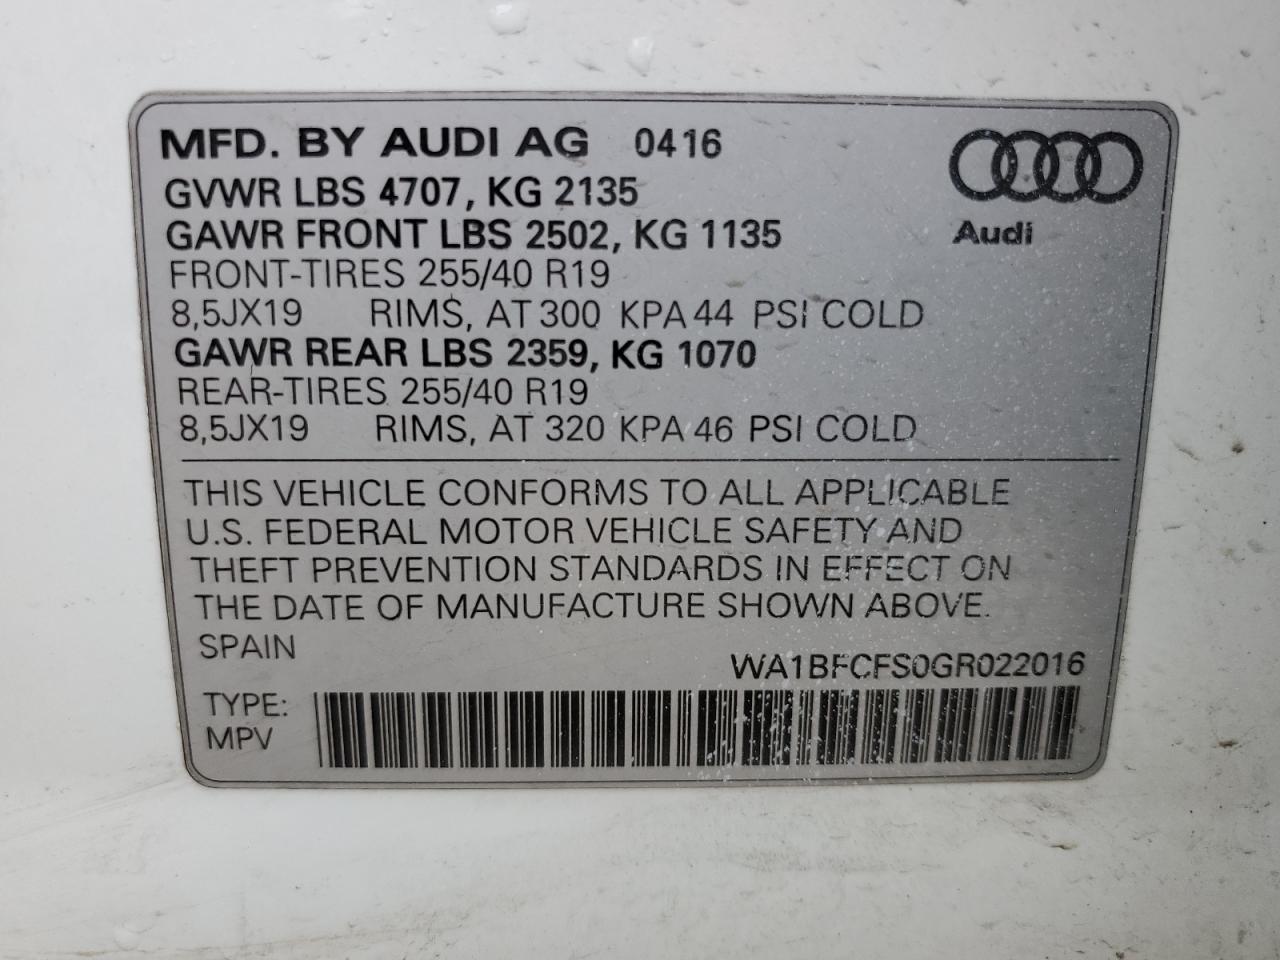 MFD. BY AUDI AG 0416
GVWR LBS 4707, KG 2135
GAWR FRONT LBS 2502, KG 1135
Audi
FRONT-TIRES 255/40 R19
8,5JX19 RIMS, AT 300 KPA 44 PSI COLD
GAWR REAR LBS 2359, KG 1070
REAR-TIRES 255/40 R19
8,5JX19 RIMS, AT 320 KPA 46 PSI COLD
THIS VEHICLE CONFORMS TO ALL APPLICABLE
U.S. FEDERAL MOTOR VEHICLE SAFETY AND
THEFT PREVENTION STANDARDS IN EFFECT ON
THE DATE OF MANUFACTURE SHOWN ABOVE.
SPAIN
WA1BFCFS0GR022016
TYPE:
MPV